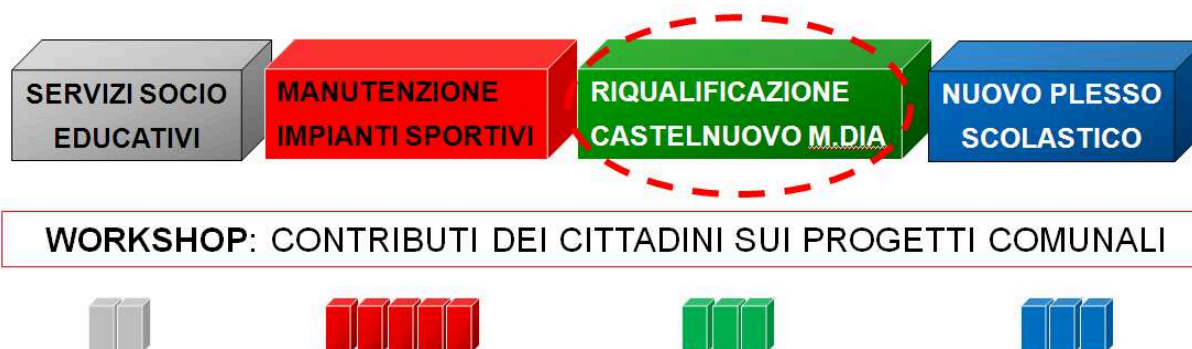 SERVIZI SOCIO
EDUCATIVI
MANUTENZIONE
IMPIANTI SPORTIVI
RIQUALIFICAZIONE
CASTELNUOVO M.DIA
NUOVO PLESSO
SCOLASTICO
WORKSHOP: CONTRIBUTI DEI CITTADINI SUI PROGETTI COMUNALI